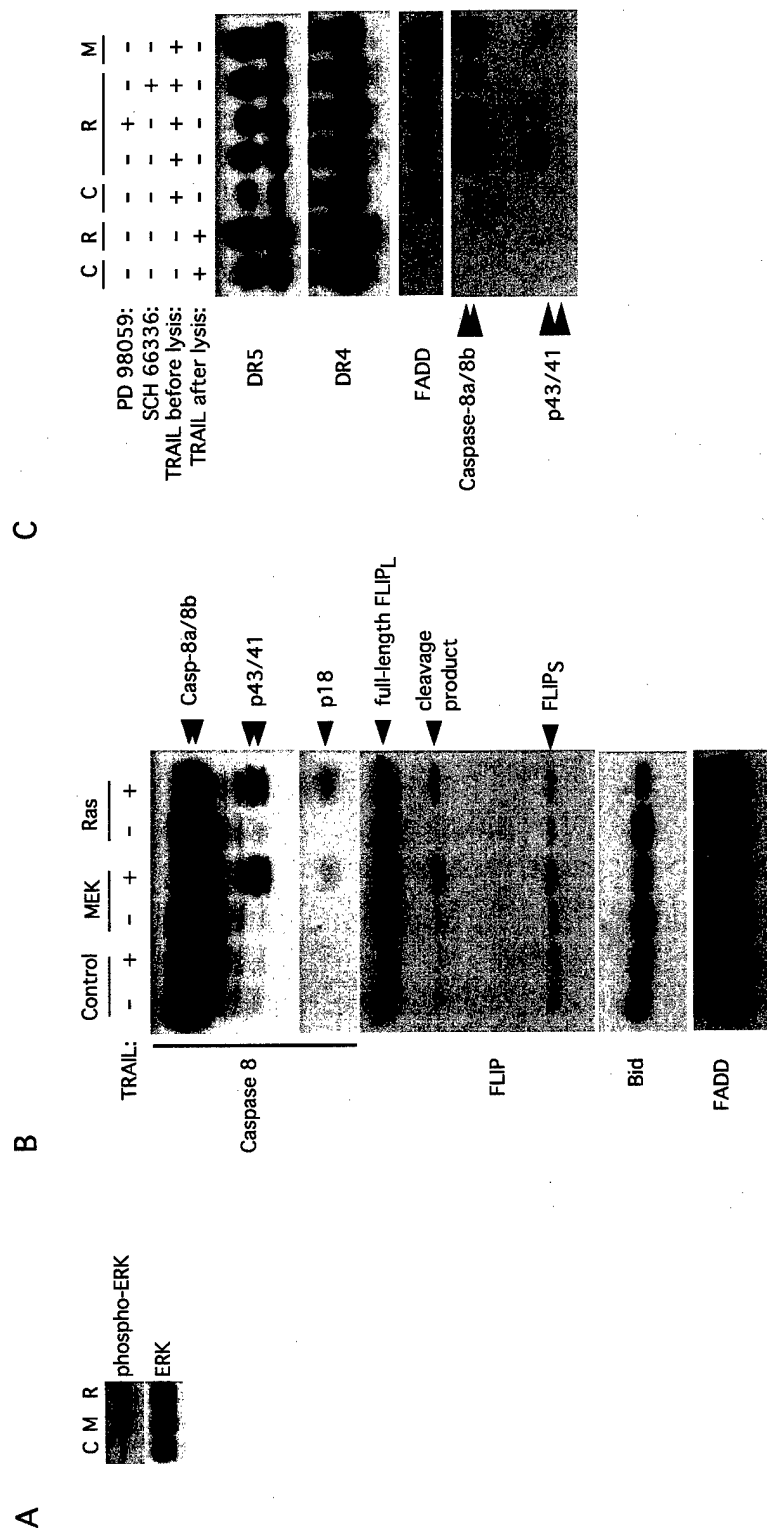 A
C M R
phospho-ERK
ERK
B
Control MEK Ras
TRAIL: - + - + - +
Caspase 8
Casp-8a/8b
p43/41
p18
FLIP
full-length FLIPL
cleavage product
FLIPS
Bid
FADD
C
C R C R M
PD 98059: - - - - + - -
SCH 66336: - - - - - + -
TRAIL before lysis: - - + + + + +
TRAIL after lysis: + + - - - - -
DR5
DR4
FADD
Caspase-8a/8b
p43/41